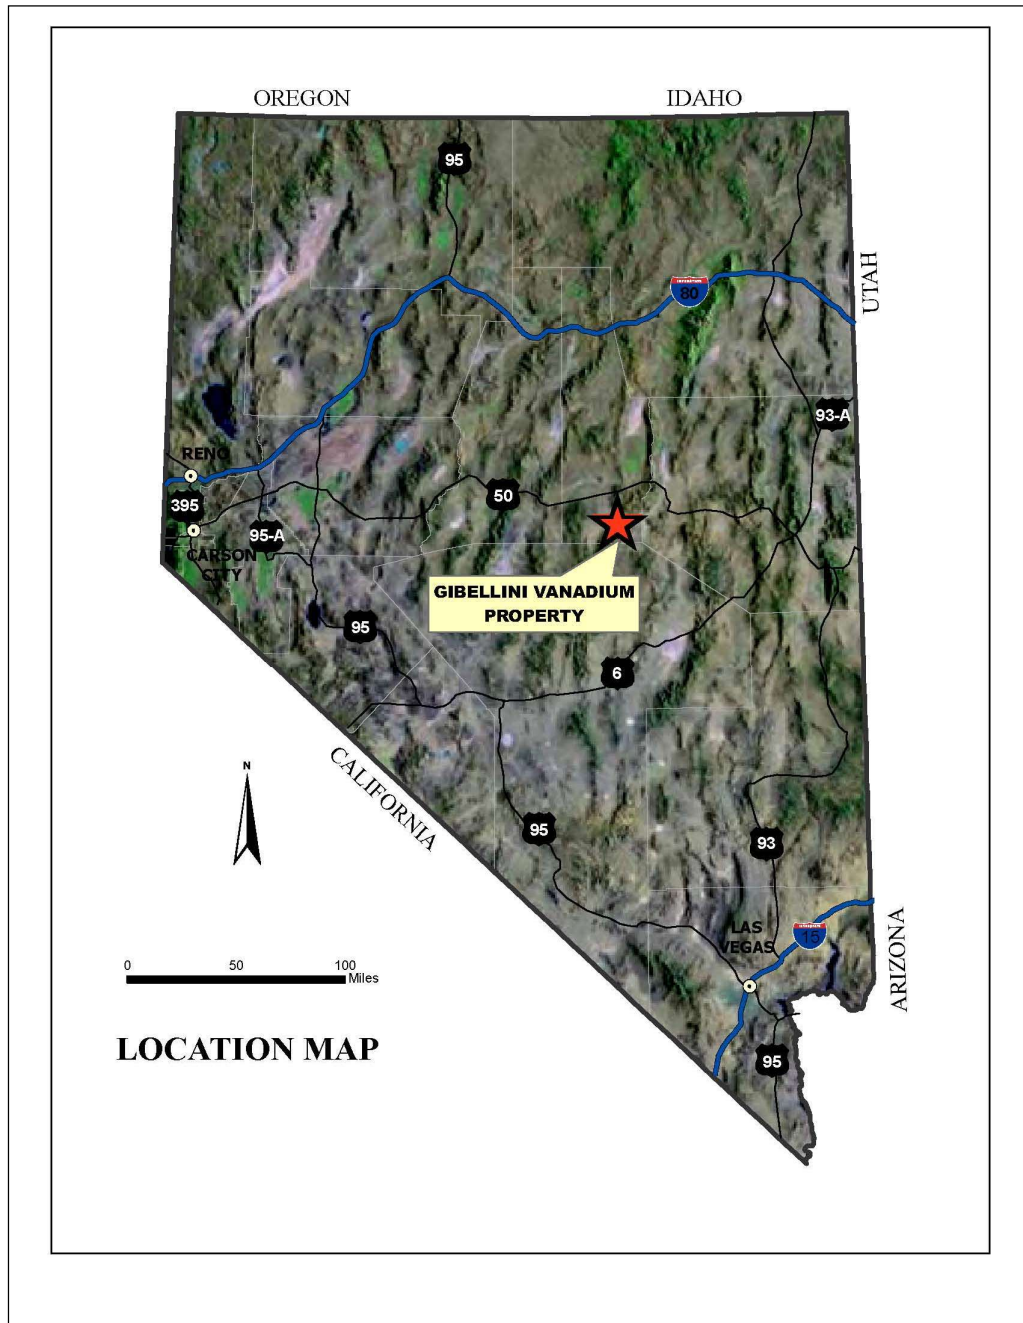 OREGON
IDAHO
95
UTAH
80
93-A
RENO
395
50
95-A
CARSON
CITY
GIBELLINI VANADIUM
PROPERTY
95
6
CALIFORNIA
N
95
93
LAS
VEGAS
15
ARIZONA
0 50 100
Miles
LOCATION MAP
95